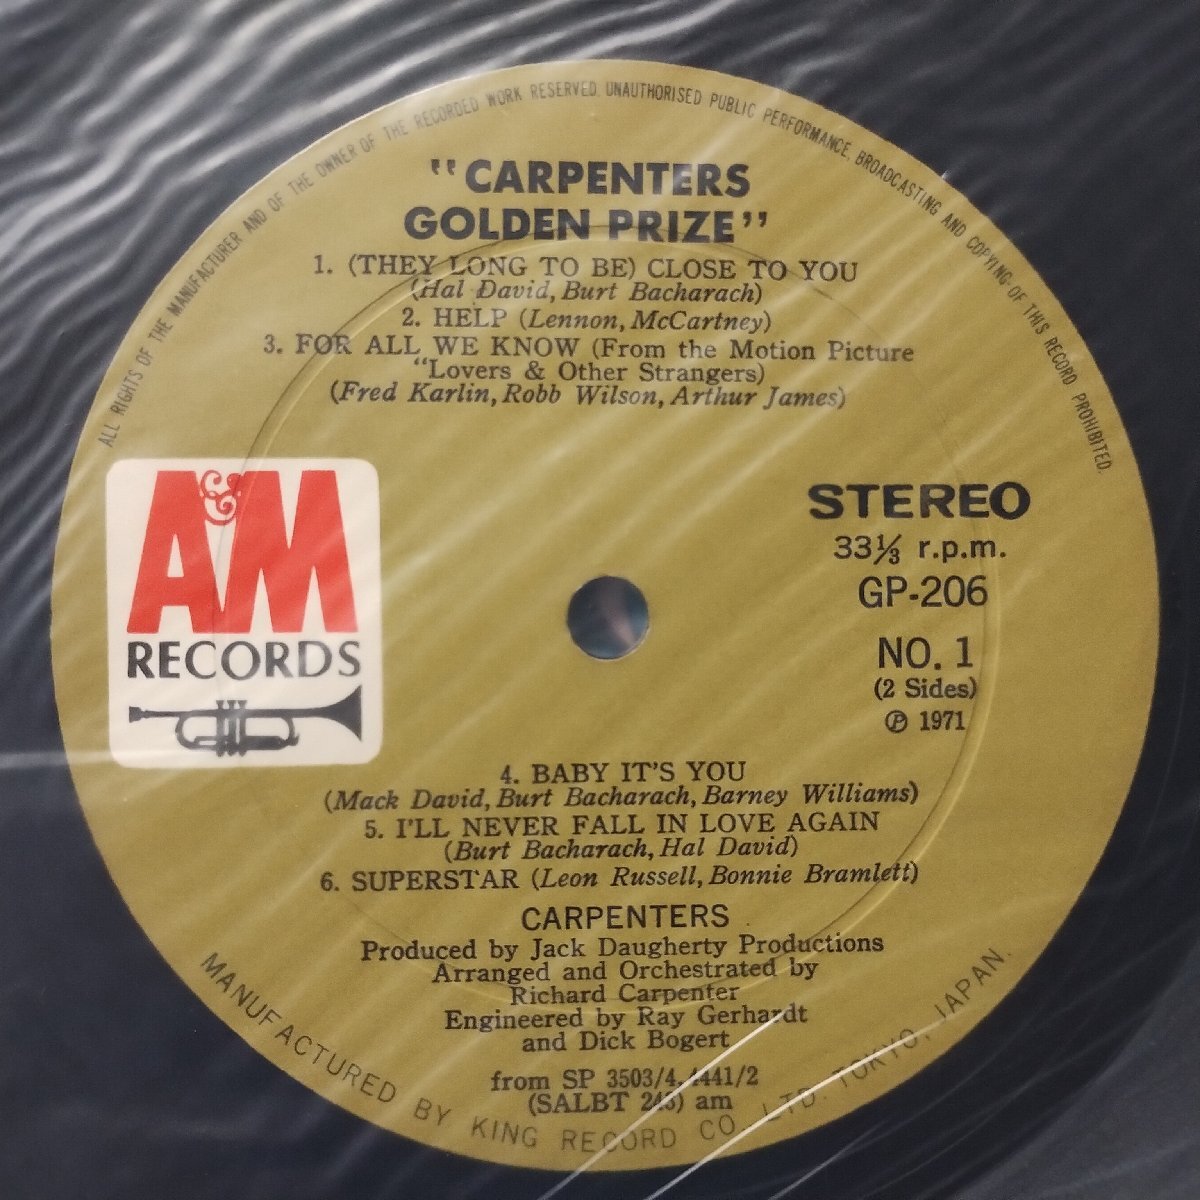 ALL RIGHTS OF THE MANUFACTURER AND OF THE OWNER OF THE RECORDED WORK RESERVED. UNAUTHORISED PUBLIC PERFORMANCE, BROADCASTING AND COPYING OF THIS RECORD PROHIBITED.
"CARPENTERS
GOLDEN PRIZE"
1. (THEY LONG TO BE) CLOSE TO YOU
(Hal David, Burt Bacharach)
2. HELP (Lennon, McCartney)
3. FOR ALL WE KNOW (From the Motion Picture
"Lovers & Other Strangers)
(Fred Karlin, Robb Wilson, Arthur James)
A&M
RECORDS
STEREO
33⅓ r.p.m.
GP-206
NO. 1
(2 Sides)
℗ 1971
4. BABY IT'S YOU
(Mack David, Burt Bacharach, Barney Williams)
5. I'LL NEVER FALL IN LOVE AGAIN
(Burt Bacharach, Hal David)
6. SUPERSTAR (Leon Russell, Bonnie Bramlett)
CARPENTERS
Produced by Jack Daugherty Productions
Arranged and Orchestrated by
Richard Carpenter
Engineered by Ray Gerhardt
and Dick Bogert
from SP 3503/4, 4441/2
(SALBT 243) am
MANUFACTURED BY KING RECORD CO., LTD. TOKYO, JAPAN.